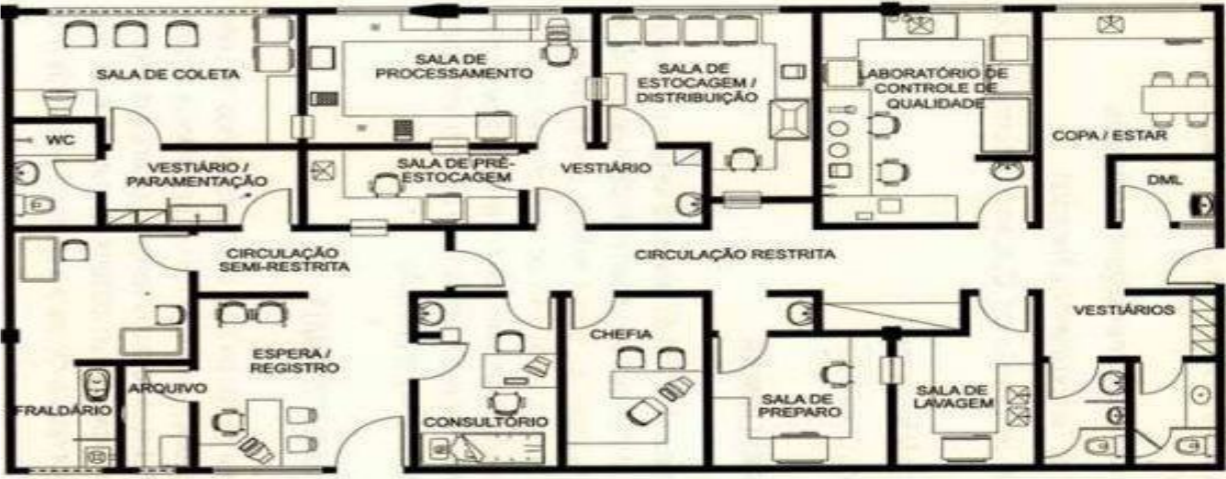 SALA DE COLETA
SALA DE
PROCESSAMENTO
SALA DE
ESTOCAGEM /
DISTRIBUIÇÃO
LABORATÓRIO DE
CONTROLE DE
QUALIDADE
COPA / ESTAR
WC
VESTIÁRIO /
PARAMENTAÇÃO
SALA DE PRÉ-
ESTOCAGEM
VESTIÁRIO
DML
CIRCULAÇÃO
SEMI-RESTRITA
CIRCULAÇÃO RESTRITA
VESTIÁRIOS
ESPERA /
REGISTRO
CHEFIA
FRALDÁRIO
ARQUIVO
CONSULTÓRIO
SALA DE
PREPARO
SALA DE
LAVAGEM